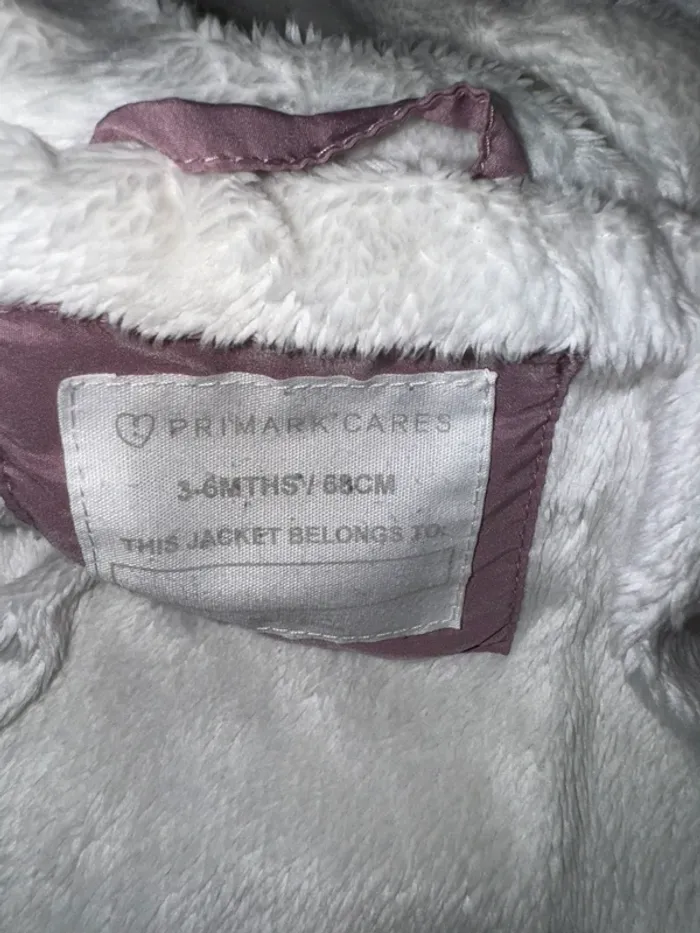 PRIMARK CARES
3-6MTHS / 68CM
THIS JACKET BELONGS TO: